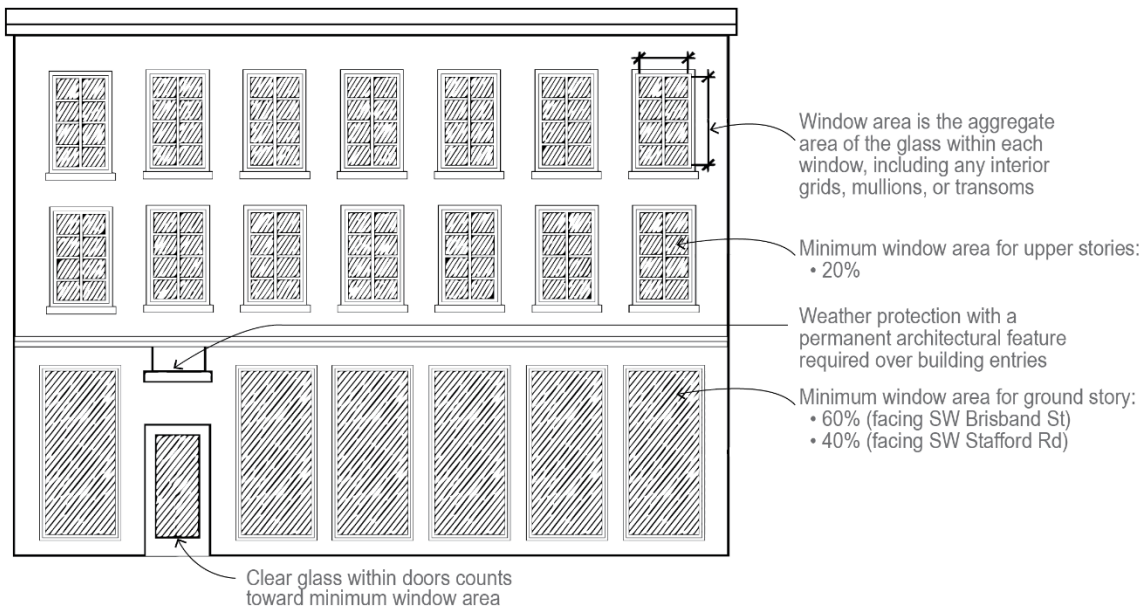 Window area is the aggregate
area of the glass within each
window, including any interior
grids, mullions, or transoms
Minimum window area for upper stories:
• 20%
Weather protection with a
permanent architectural feature
required over building entries
Minimum window area for ground story:
• 60% (facing SW Brisband St)
• 40% (facing SW Stafford Rd)
Clear glass within doors counts
toward minimum window area